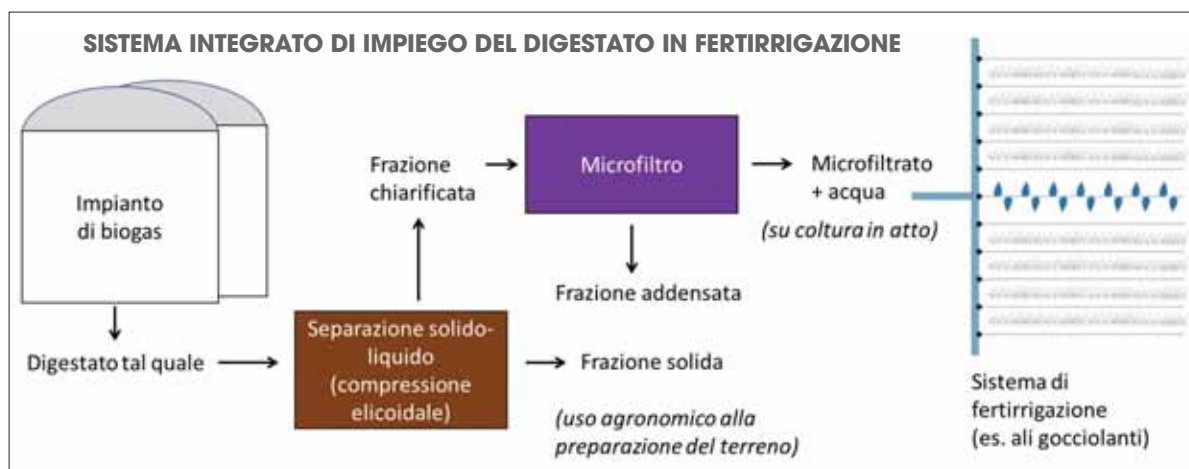 SISTEMA INTEGRATO DI IMPIEGO DEL DIGESTATO IN FERTIRRIGAZIONE
Impianto
di biogas
Digestato tal quale
Separazione solido-
liquido
(compressione
elicoidale)
Frazione
chiarificata
Microfiltro
Frazione addensata
Frazione solida
(uso agronomico alla
preparazione del terreno)
Microfiltrato
+ acqua
(su coltura in atto)
Sistema di
fertirrigazione
(es. ali gocciolanti)